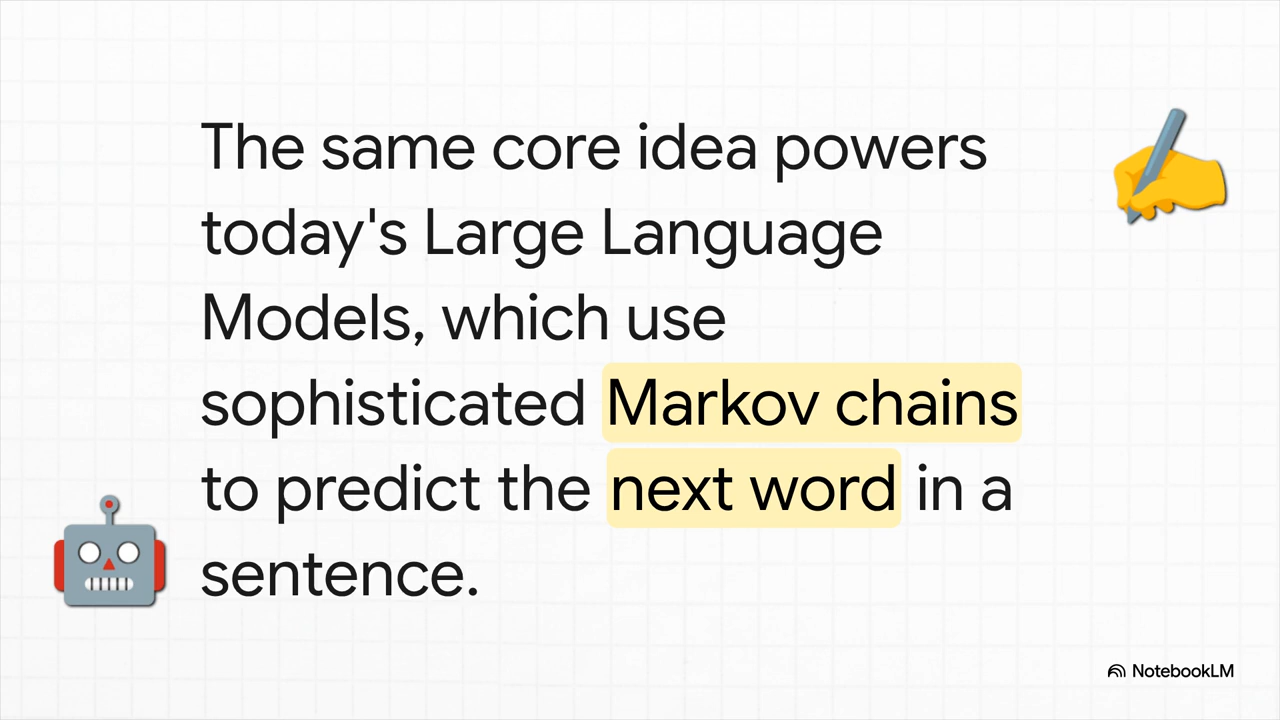 The same core idea powers
today's Large Language
Models, which use
sophisticated Markov chains
to predict the next word in a
sentence.
NotebookLM